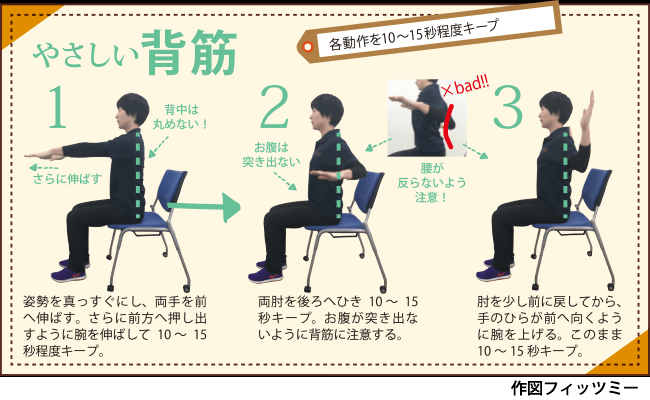 各動作を10〜15秒程度キープ
やさしい背筋
1
背中は
丸めない！
さらに伸ばす
2
お腹は
突き出ない
×bad!!
腰が
反らないよう
注意！
3
姿勢を真っすぐにし、両手を前
へ伸ばす。さらに前方へ押し出
すように腕を伸ばして 10 〜 15
秒程度キープ。
両肘を後ろへひき 10 〜 15
秒キープ。お腹が突き出な
いように背筋に注意する。
肘を少し前に戻してから、
手のひらが前へ向くよう
に腕を上げる。このまま
10 〜 15 秒キープ。
作図フィッツミー